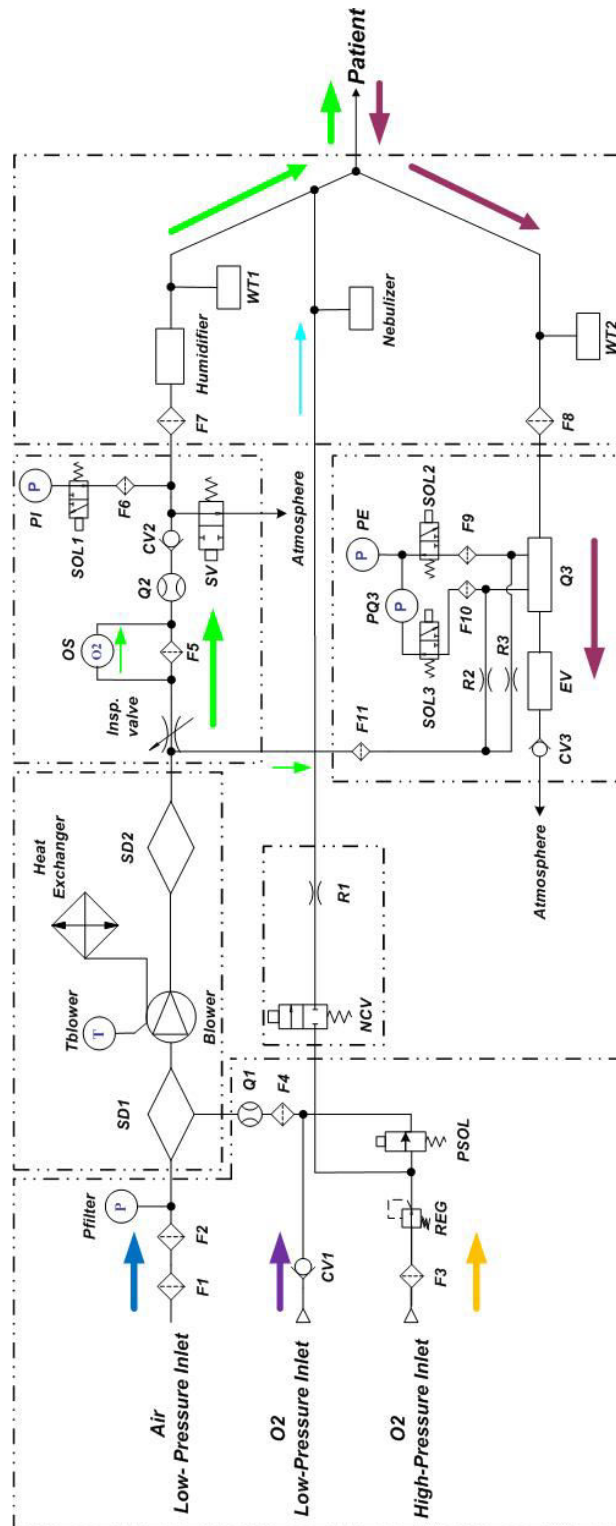 Air
Low- Pressure Inlet
O2
Low-Pressure Inlet
O2
High-Pressure Inlet
F1
F2
Pfilter
P
CV1
F3
REG
PSOL
F4
Q1
SD1
Blower
Tblower
T
Heat
Exchanger
SD2
NCV
R1
Insp.
valve
OS
O2
F5
Q2
CV2
SV
Atmosphere
F6
SOL1
PI
P
F11
R2
R3
SOL3
PQ3
P
PE
P
SOL2
F10
F9
Q3
EV
CV3
Atmosphere
F7
Humidifier
WT1
Nebulizer
F8
WT2
Patient